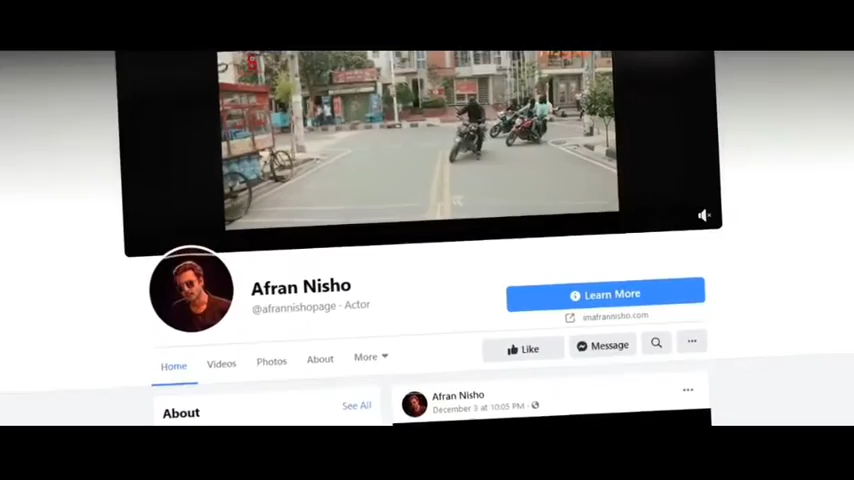 Afran Nisho
@afrannishopage · Actor
Learn More
imafrannisho.com
Home
Videos
Photos
About
More
Like
Message
About
See All
Afran Nisho
December 3 at 10:05 PM ·